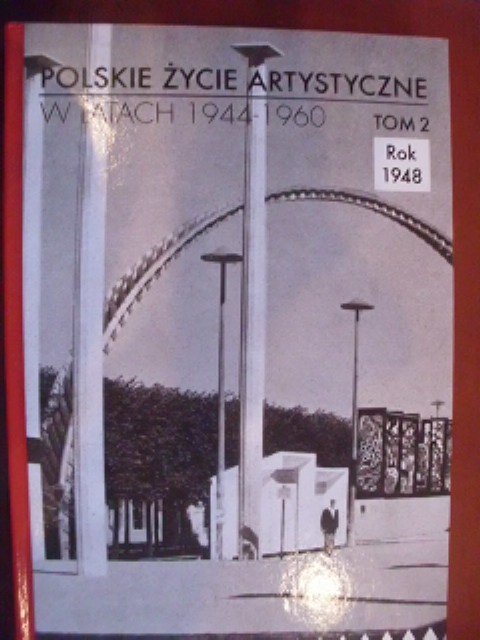 POLSKIE ŻYCIE ARTYSTYCZNE
W LATACH 1944-1960
TOM 2
Rok
1948